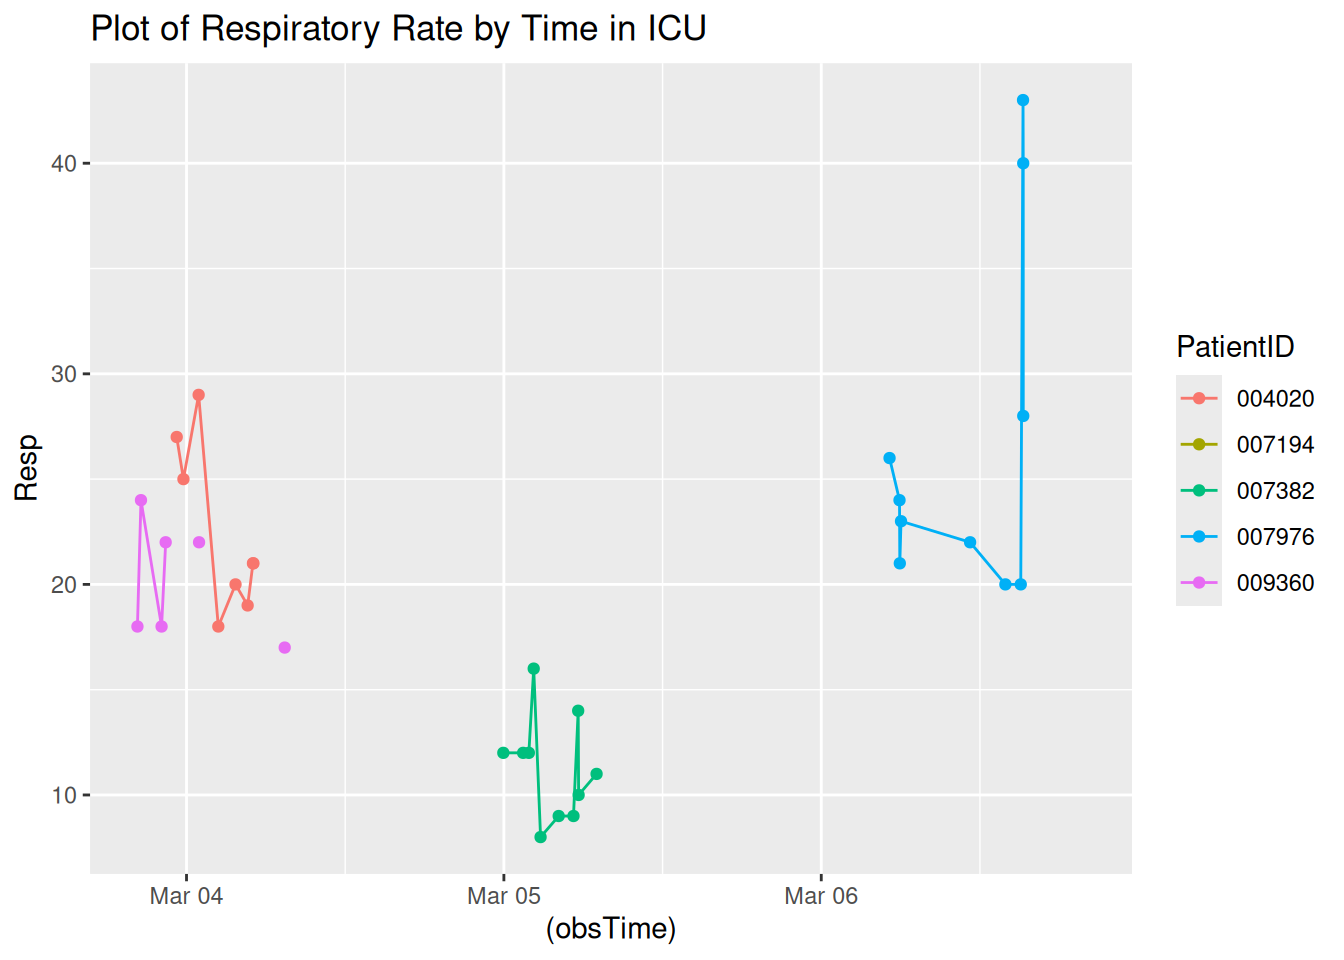 Plot of Respiratory Rate by Time in ICU
40
30
20
10
Resp
Mar 04
Mar 05
Mar 06
(obsTime)
PatientID
004020
007194
007382
007976
009360